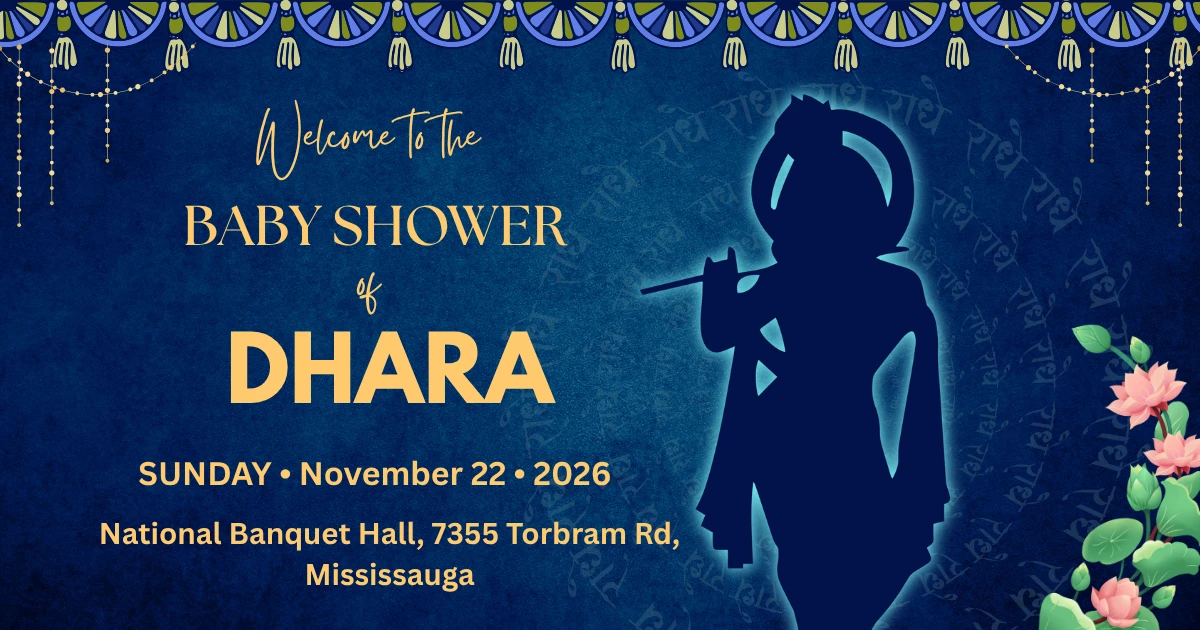 Welcome to the
BABY SHOWER
of
DHARA
SUNDAY • November 22 • 2026
National Banquet Hall, 7355 Torbram Rd,
Mississauga
राधे राधे राधे राधे